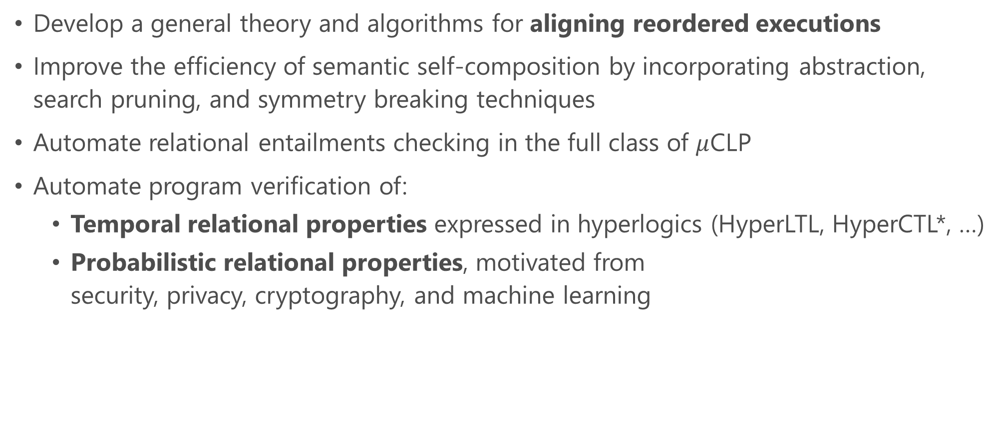 • Develop a general theory and algorithms for aligning reordered executions
• Improve the efficiency of semantic self-composition by incorporating abstraction,
search pruning, and symmetry breaking techniques
• Automate relational entailments checking in the full class of 𝜇CLP
• Automate program verification of:
• Temporal relational properties expressed in hyperlogics (HyperLTL, HyperCTL*, …)
• Probabilistic relational properties, motivated from
security, privacy, cryptography, and machine learning